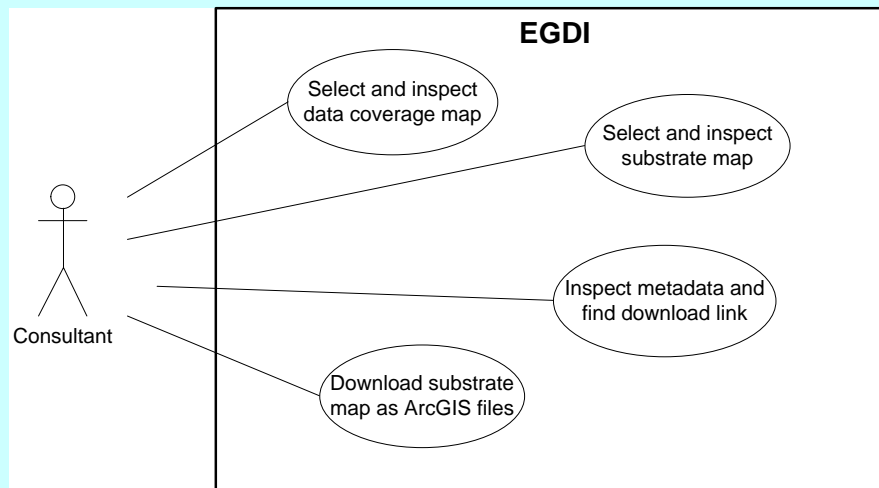 EGDI
Select and inspect
data coverage map
Select and inspect
substrate map
Inspect metadata and
find download link
Consultant
Download substrate
map as ArcGIS files